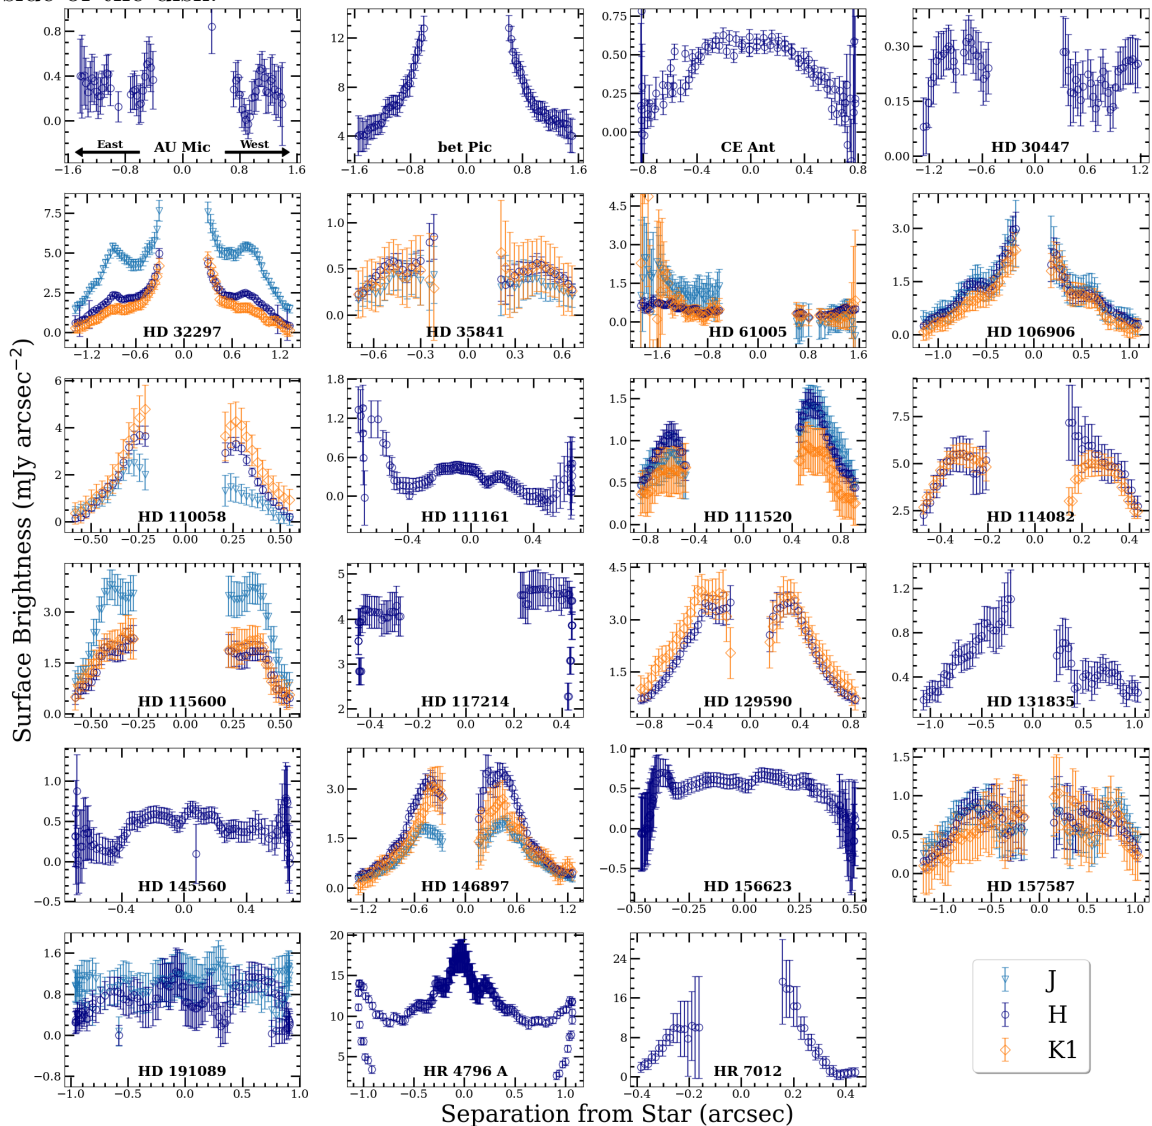 side of the disk.
0.8
0.4
0.0
East
AU Mic
West
−1.6 −0.8 0.0 0.8 1.6
12
8
4
bet Pic
−1.6 −0.8 0.0 0.8 1.6
0.75
0.50
0.25
0.00
CE Ant
−0.8 −0.4 0.0 0.4 0.8
0.30
0.15
0.00
HD 30447
−1.2 −0.6 0.0 0.6 1.2
7.5
5.0
2.5
0.0
HD 32297
−1.2 −0.6 0.0 0.6 1.2
1.0
0.5
0.0
HD 35841
−0.6 −0.3 0.0 0.3 0.6
4.5
3.0
1.5
0.0
HD 61005
−1.6 −0.8 0.0 0.8 1.6
3.0
1.5
0.0
HD 106906
−1.0 −0.5 0.0 0.5 1.0
6
4
2
0
HD 110058
−0.50 −0.25 0.00 0.25 0.50
1.8
1.2
0.6
0.0
HD 111161
−0.4 0.0 0.4
1.5
1.0
0.5
0.0
HD 111520
−0.8 −0.4 0.0 0.4 0.8
7.5
5.0
2.5
HD 114082
−0.4 −0.2 0.0 0.2 0.4
3.0
1.5
0.0
HD 115600
−0.50 −0.25 0.00 0.25 0.50
5
4
3
2
HD 117214
−0.4 −0.2 0.0 0.2 0.4
4.5
3.0
1.5
HD 129590
−0.8 −0.4 0.0 0.4 0.8
1.2
0.8
0.4
HD 131835
−1.0 −0.5 0.0 0.5 1.0
1.0
0.5
0.0
−0.5
HD 145560
−0.4 0.0 0.4
3.0
1.5
0.0
HD 146897
−1.2 −0.6 0.0 0.6 1.2
1.0
0.5
0.0
−0.5
HD 156623
−0.50 −0.25 0.00 0.25 0.50
1.5
1.0
0.5
0.0
HD 157587
−1.0 −0.5 0.0 0.5 1.0
1.6
0.8
0.0
−0.8
HD 191089
−1.0 −0.5 0.0 0.5 1.0
20
15
10
5
HR 4796 A
−1.0 −0.5 0.0 0.5 1.0
24
16
8
0
HR 7012
−0.4 −0.2 0.0 0.2 0.4
J
H
K1
Surface Brightness (mJy arcsec−2)
Separation from Star (arcsec)